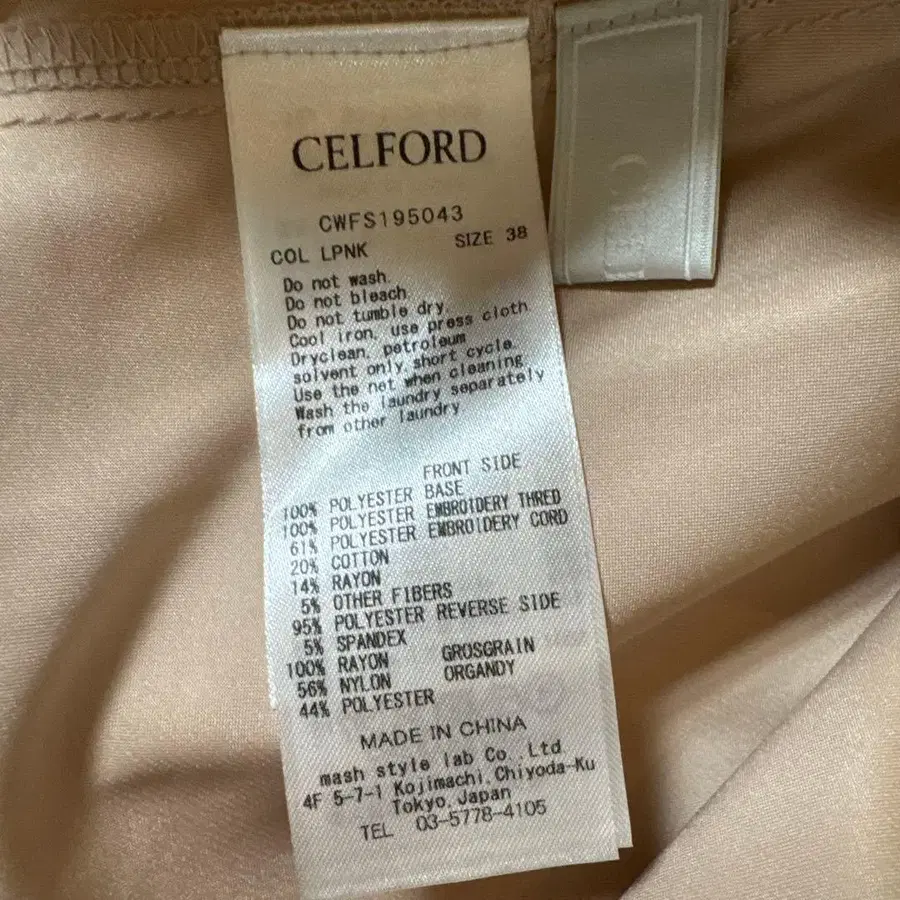 CELFORD
CWFS195043
COL LPNK SIZE 38
Do not wash.
Do not bleach.
Do not tumble dry.
Cool iron, use press cloth.
Dryclean, petroleum
solvent only, short cycle.
Use the net when cleaning
Wash the laundry separately
from other laundry
FRONT SIDE
100% POLYESTER BASE
100% POLYESTER EMBROIDERY THRED
61% POLYESTER EMBROIDERY CORD
20% COTTON
14% RAYON
5% OTHER FIBERS
95% POLYESTER REVERSE SIDE
5% SPANDEX
100% RAYON GROSGRAIN
56% NYLON ORGANDY
44% POLYESTER
MADE IN CHINA
mash style lab Co.,Ltd
4F 5-7-1 Kojimachi, Chiyoda-Ku
Tokyo, Japan
TEL 03-5778-4105